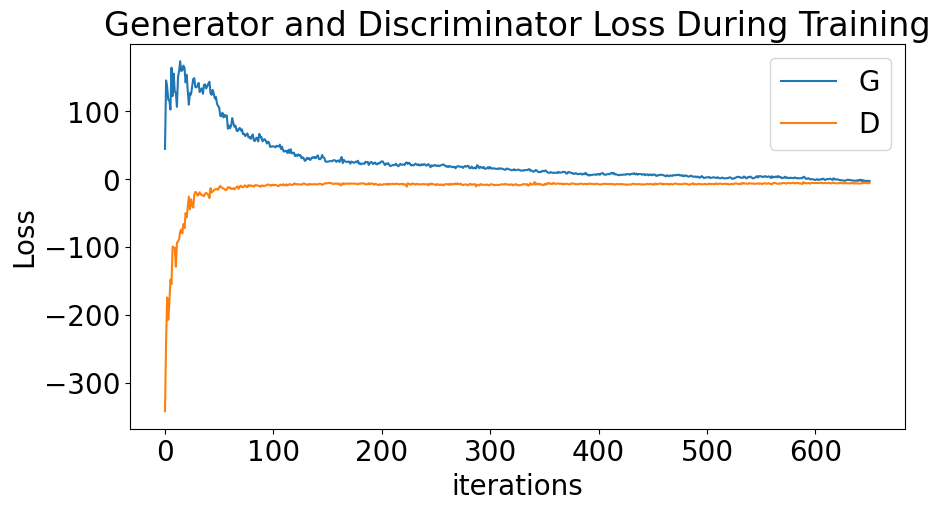 Generator and Discriminator Loss During Training
G
D
Loss
100
0
−100
−200
−300
0 100 200 300 400 500 600
iterations